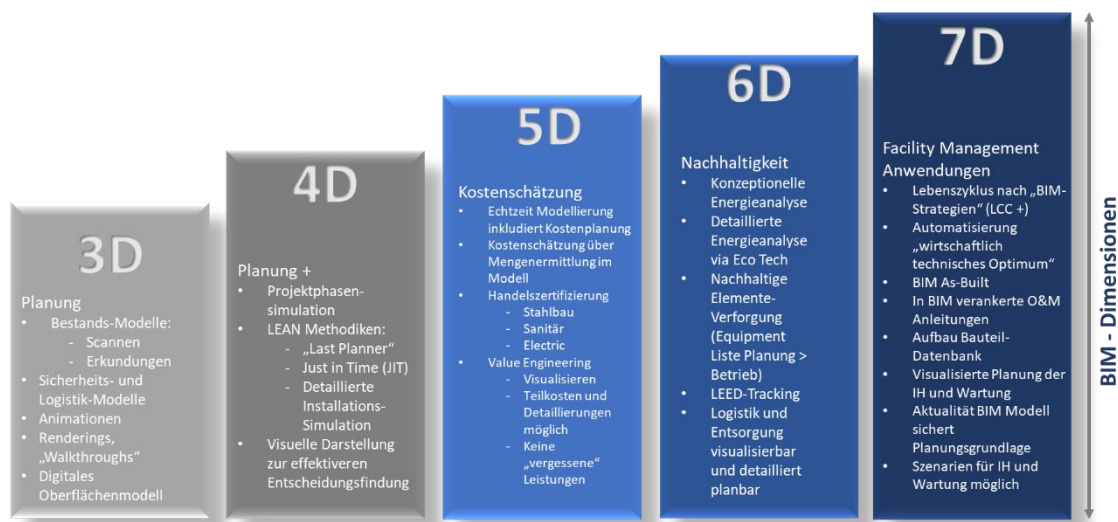 3D
Planung
• Bestands-Modelle:
- Scannen
- Erkundungen
• Sicherheits- und
Logistik-Modelle
• Animationen
• Renderings,
„Walkthroughs“
• Digitales
Oberflächenmodell
4D
Planung +
• Projektphasen-
simulation
• LEAN Methodiken:
- „Last Planner“
- Just in Time (JIT)
- Detaillierte
Installations-
Simulation
• Visuelle Darstellung
zur effektiveren
Entscheidungsfindung
5D
Kostenschätzung
• Echtzeit Modellierung
inkludiert Kostenplanung
• Kostenschätzung über
Mengenermittlung im
Modell
• Handelszertifizierung
- Stahlbau
- Sanitär
- Electric
• Value Engineering
- Visualisieren
- Teilkosten und
Detaillierungen
möglich
- Keine
„vergessene“
Leistungen
6D
Nachhaltigkeit
• Konzeptionelle
Energieanalyse
• Detaillierte
Energieanalyse
via Eco Tech
• Nachhaltige
Elemente-
Verforgung
(Equipment
Liste Planung >
Betrieb)
• LEED-Tracking
• Logistik und
Entsorgung
visualisierbar
und detailliert
planbar
7D
Facility Management
Anwendungen
• Lebenszyklus nach „BIM-
Strategien“ (LCC +)
• Automatisierung
„wirtschaftlich
technisches Optimum“
• BIM As-Built
• In BIM verankerte O&M
Anleitungen
• Aufbau Bauteil-
Datenbank
• Visualisierte Planung der
IH und Wartung
• Aktualität BIM Modell
sichert
Planungsgrundlage
• Szenarien für IH und
Wartung möglich
BIM - Dimensionen